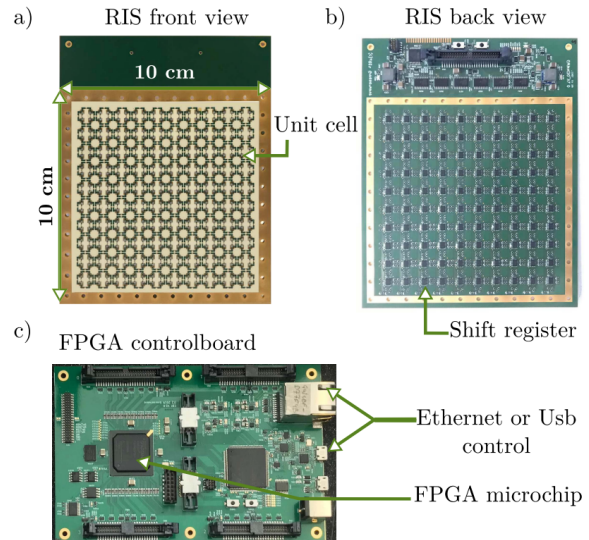 a)
RIS front view
b)
RIS back view
10 cm
Unit cell
10 cm
Shift register
c)
FPGA controlboard
Ethernet or Usb
control
FPGA microchip